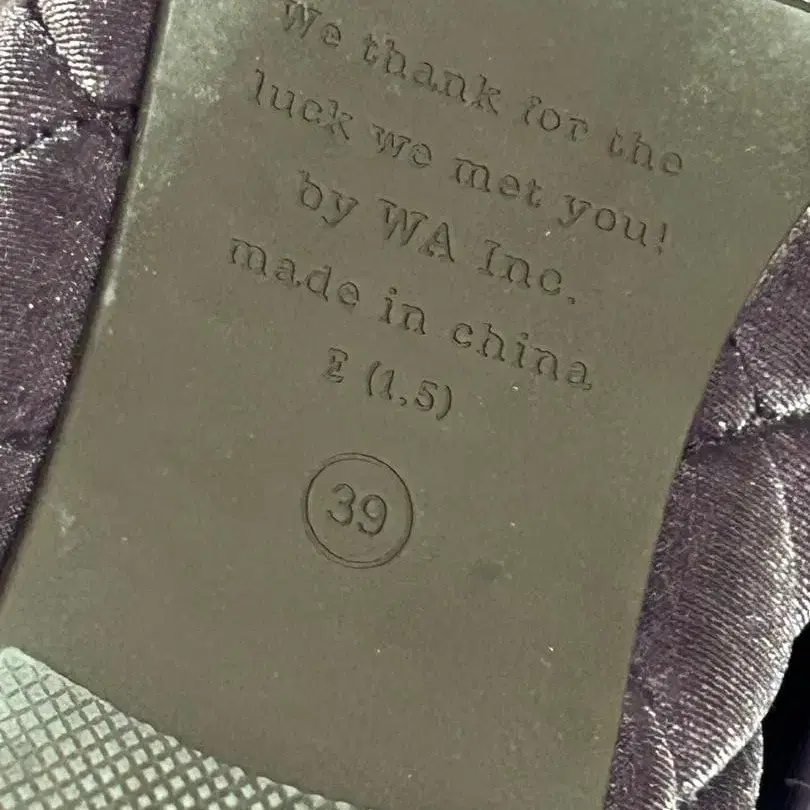 We thank for the
luck we met you!
by WA Inc.
made in china
E (1,5)
39